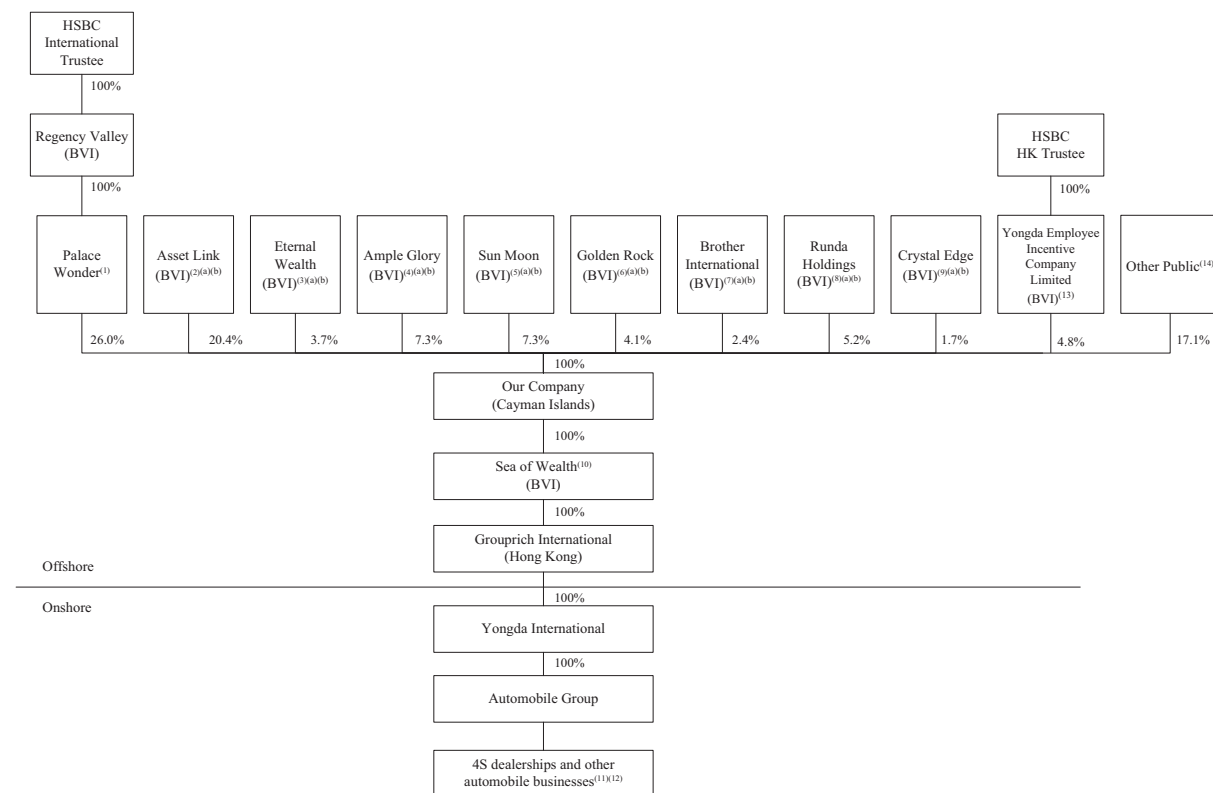 HSBC
International
Trustee
100%
Regency Valley
(BVI)
HSBC
HK Trustee
100%
100%
Palace
Wonder(1)
Asset Link
(BVI)(2)(a)(b)
Eternal
Wealth
(BVI)(3)(a)(b)
Ample Glory
(BVI)(4)(a)(b)
Sun Moon
(BVI)(5)(a)(b)
Golden Rock
(BVI)(6)(a)(b)
Brother
International
(BVI)(7)(a)(b)
Runda
Holdings
(BVI)(8)(a)(b)
Crystal Edge
(BVI)(9)(a)(b)
Yongda Employee
Incentive
Company
Limited
(BVI)(13)
Other Public(14)
26.0%
20.4%
3.7%
7.3%
7.3%
4.1%
2.4%
5.2%
1.7%
4.8%
17.1%
100%
Our Company
(Cayman Islands)
100%
Sea of Wealth(10)
(BVI)
100%
Grouprich International
(Hong Kong)
Offshore
Onshore
100%
Yongda International
100%
Automobile Group
4S dealerships and other
automobile businesses(11)(12)